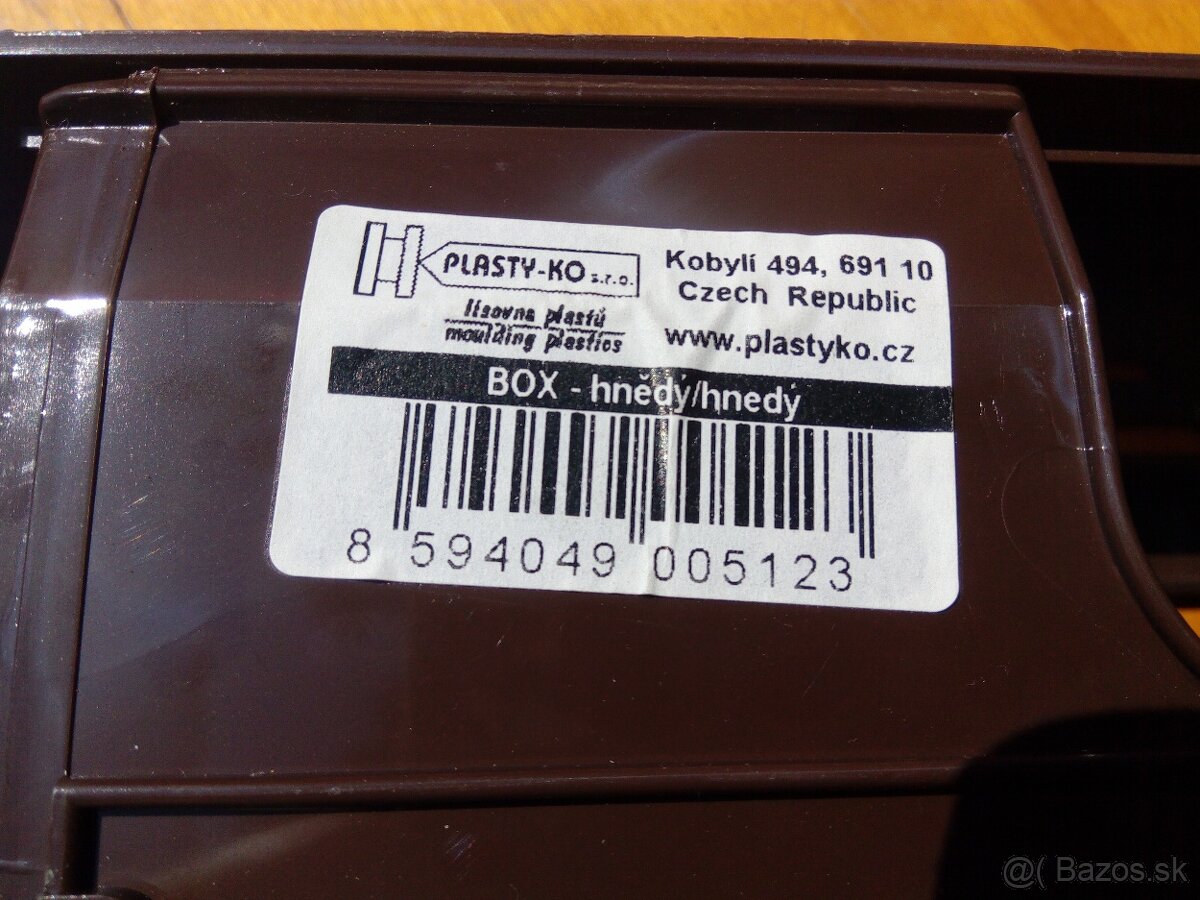 PLASTY-KO s.r.o.
lisovna plastů
moulding plastics
Kobylí 494, 691 10
Czech Republic
www.plastyko.cz
BOX - hnědý/hnedý
8 594049 005123
@( Bazos.sk